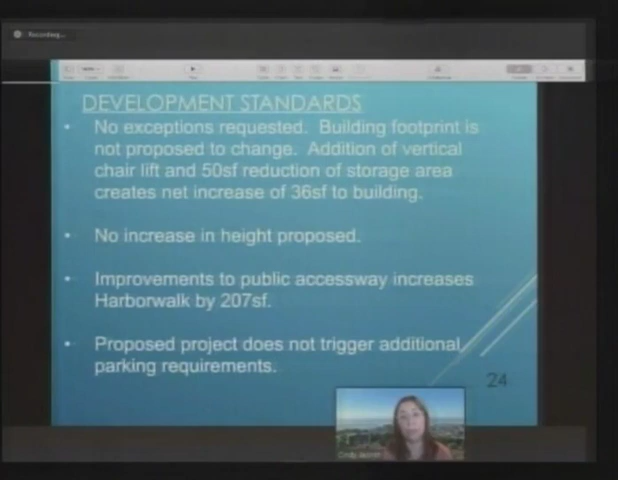 Recording...
DEVELOPMENT STANDARDS
• No exceptions requested. Building footprint is
not proposed to change. Addition of vertical
chair lift and 50sf reduction of storage area
creates net increase of 36sf to building.
• No increase in height proposed.
• Improvements to public accessway increases
Harborwalk by 207sf.
• Proposed project does not trigger additional
parking requirements.
24
Cindy